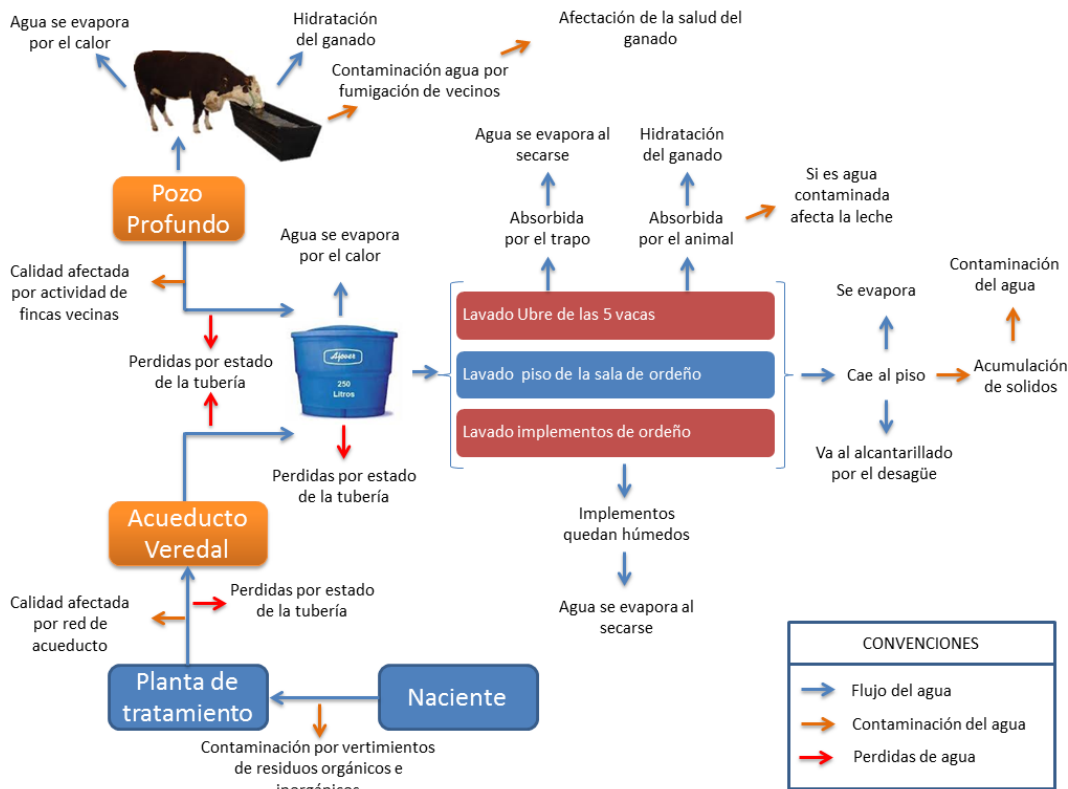 Agua se evapora
por el calor
Hidratación
del ganado
Afectación de la salud del
ganado
Contaminación agua por
fumigación de vecinos
Pozo
Profundo
Agua se evapora al
secarse
Hidratación
del ganado
Si es agua
contaminada
afecta la leche
Absorbida
por el trapo
Absorbida
por el animal
Agua se evapora
por el calor
Calidad afectada
por actividad de
fincas vecinas
Perdidas por estado
de la tubería
Ajover
250
Litros
Lavado Ubre de las 5 vacas
Lavado piso de la sala de ordeño
Lavado implementos de ordeño
Se evapora
Contaminación
del agua
Cae al piso
Acumulación
de solidos
Va al alcantarillado
por el desagüe
Perdidas por estado
de la tubería
Implementos
quedan húmedos
Agua se evapora al
secarse
Acueducto
Veredal
Perdidas por estado
de la tubería
Calidad afectada
por red de
acueducto
Planta de
tratamiento
Naciente
Contaminación por vertimientos
de residuos orgánicos e
inorgánicos
CONVENCIONES
Flujo del agua
Contaminación del agua
Perdidas de agua